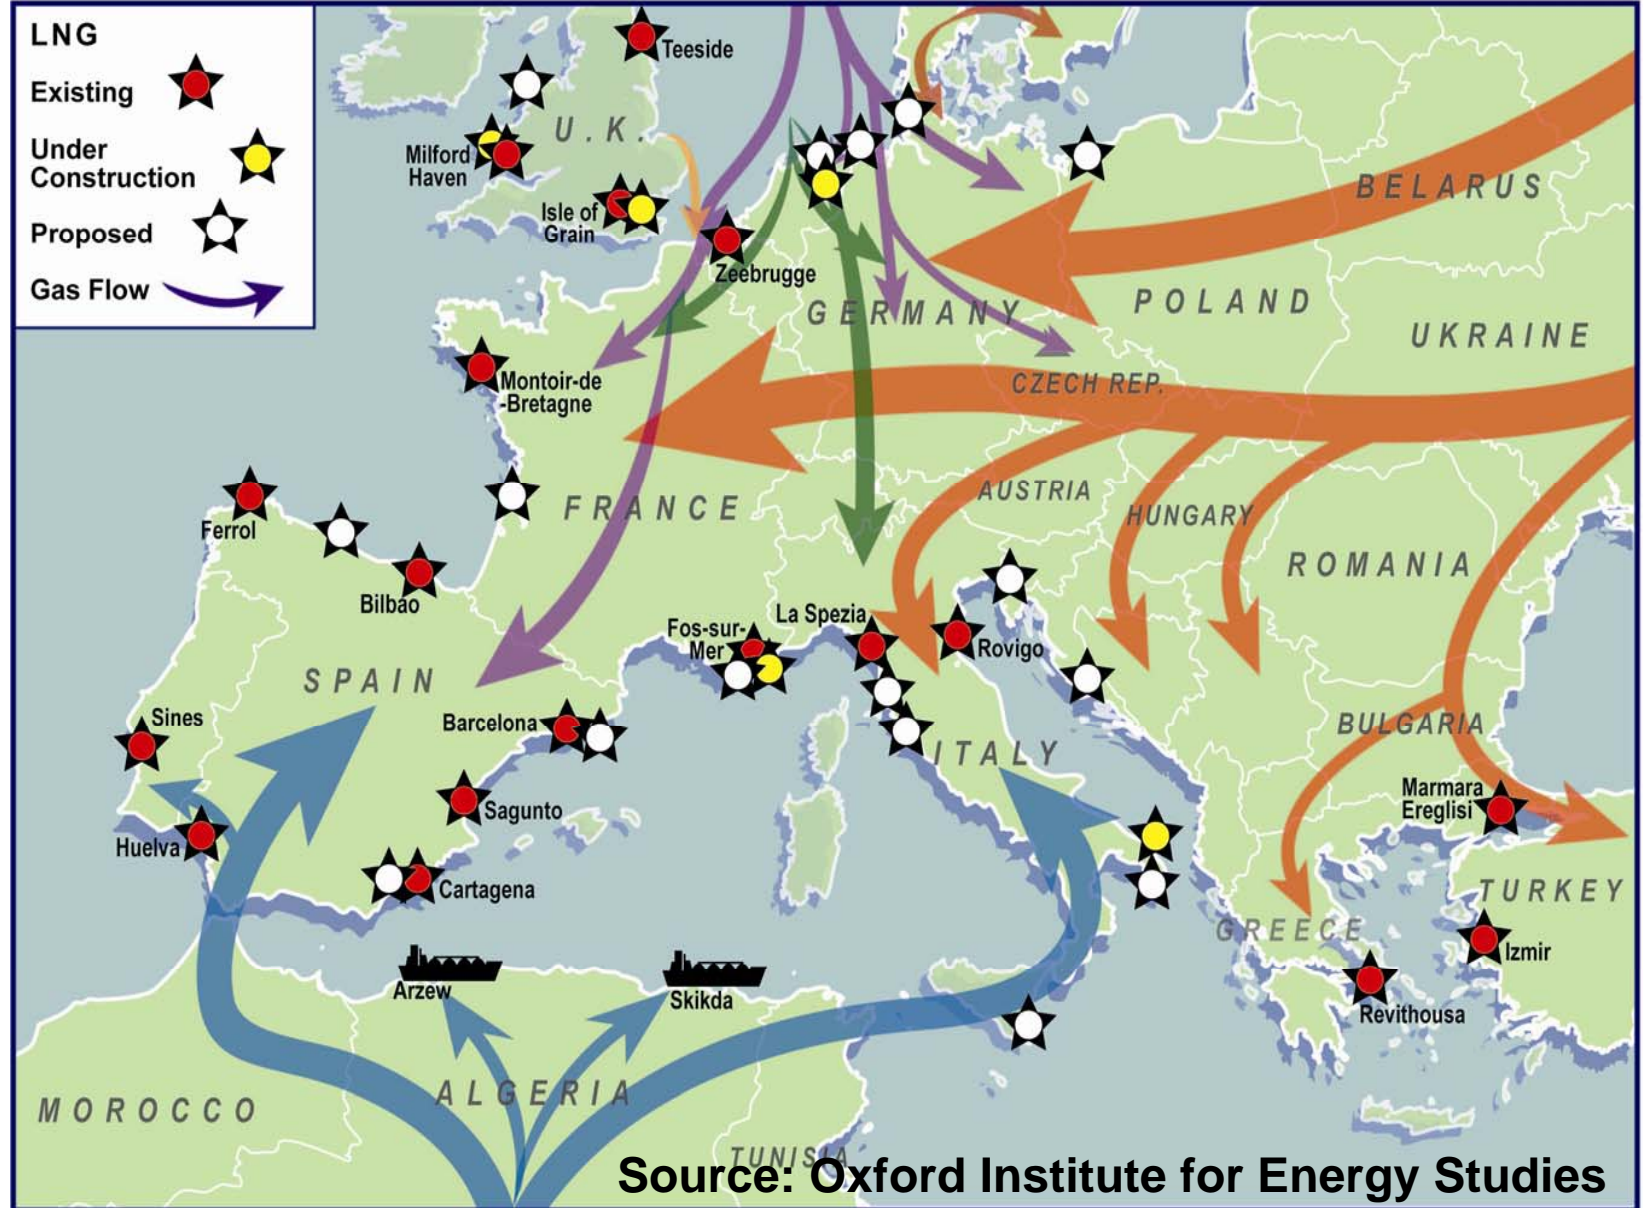 LNG
Existing
Under
Construction
Proposed
Gas Flow
Teeside
U.K.
Milford
Haven
Isle of
Grain
Zeebrugge
BELARUS
GERMANY
POLAND
UKRAINE
Montoir-de
-Bretagne
CZECH REP.
FRANCE
AUSTRIA
HUNGARY
ROMANIA
Ferrol
Bilbao
La Spezia
Fos-sur-
Mer
Rovigo
SPAIN
Sines
Barcelona
ITALY
BULGARIA
Marmara
Ereglisi
Sagunto
Huelva
Cartagena
TURKEY
GREECE
Izmir
Arzew
Skikda
Revithousa
ALGERIA
MOROCCO
TUNISIA
Source: Oxford Institute for Energy Studies